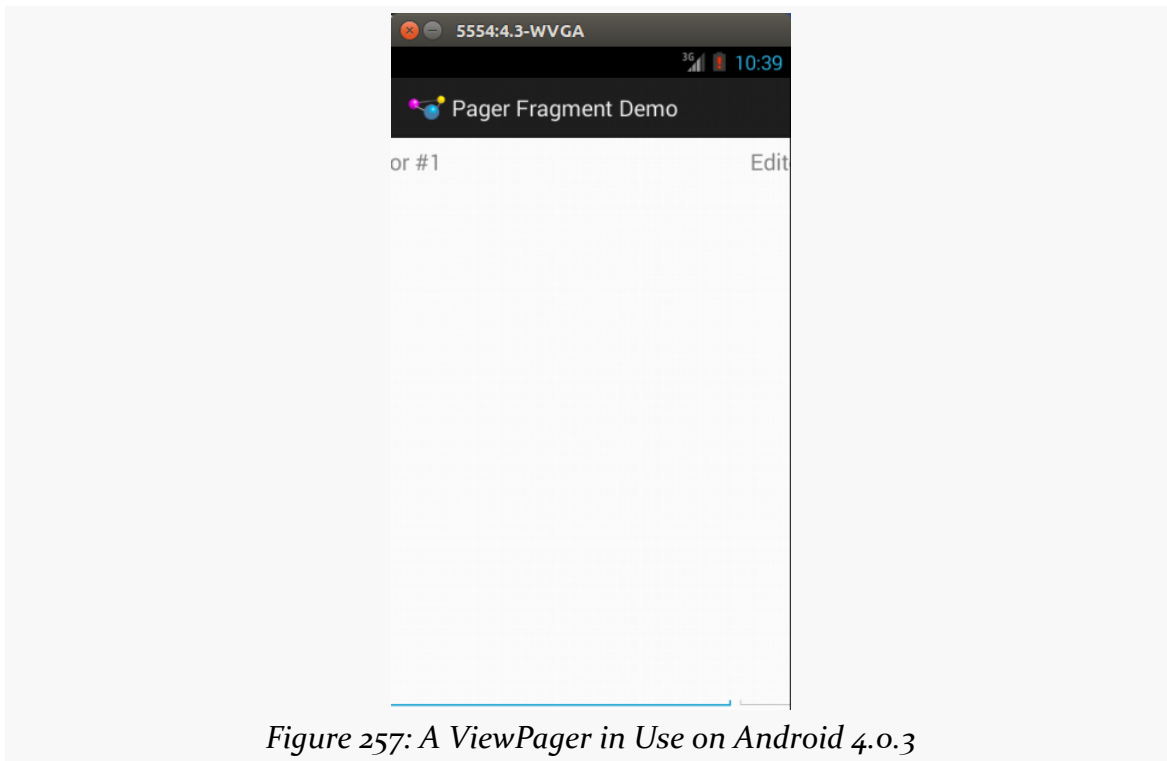 5554:4.3-WVGA
3G 10:39
Pager Fragment Demo
or #1 Edit
Figure 257: A ViewPager in Use on Android 4.0.3